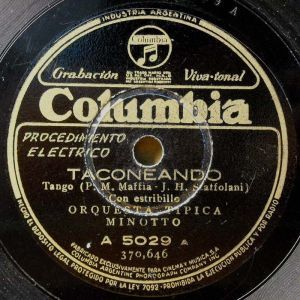 INDUSTRIA ARGENTINA
Columbia
Grabación Viva-tonal
Columbia
PROCEDIMIENTO
ELECTRICO
TACONEANDO
Tango (P. M. Maffia - J. H. Staffolani)
Con estribillo
ORQUESTA TIPICA
MINOTTO
A 5029 A
370,646
FABRICADO EXCLUSIVAMENTE PARA CINEMA Y MUSICA S.A.
COLUMBIA ARGENTINE PHONOGRAPH COMPANY INC.
HECHO EL DEPOSITO LEGAL Y PROTEGIDO POR LA LEY 7092 - PROHIBIDA LA EJECUCION PUBLICA Y POR RADIO